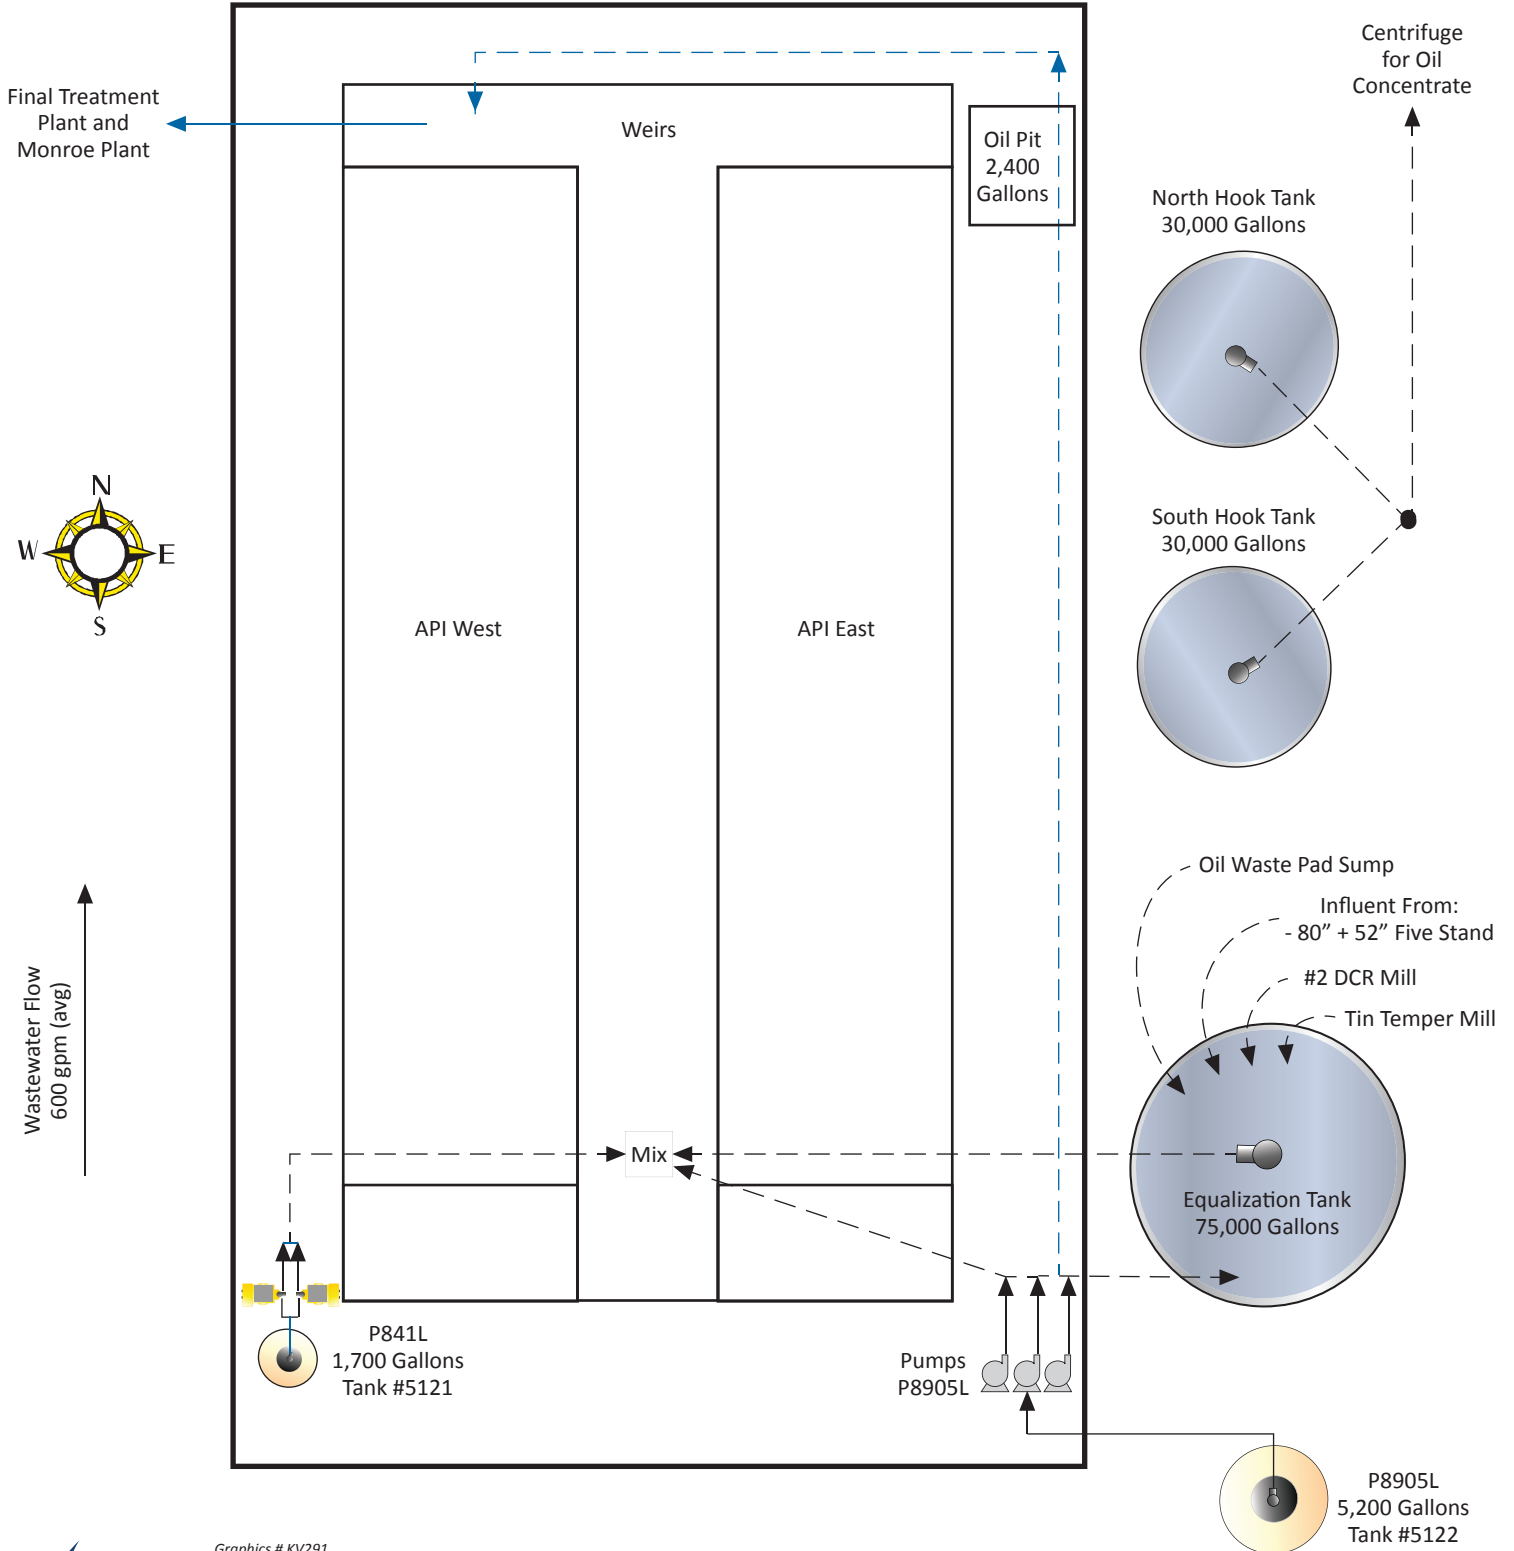 Centrifuge
for Oil
Concentrate
Final Treatment
Plant and
Monroe Plant
Weirs
Oil Pit
2,400
Gallons
North Hook Tank
30,000 Gallons
N
W
E
S
South Hook Tank
30,000 Gallons
API West
API East
Oil Waste Pad Sump
Influent From:
- 80” + 52” Five Stand
#2 DCR Mill
Tin Temper Mill
Wastewater Flow
600 gpm (avg)
Mix
Equalization Tank
75,000 Gallons
P841L
1,700 Gallons
Tank #5121
Pumps
P8905L
P8905L
5,200 Gallons
Tank #5122
Graphics # KV291